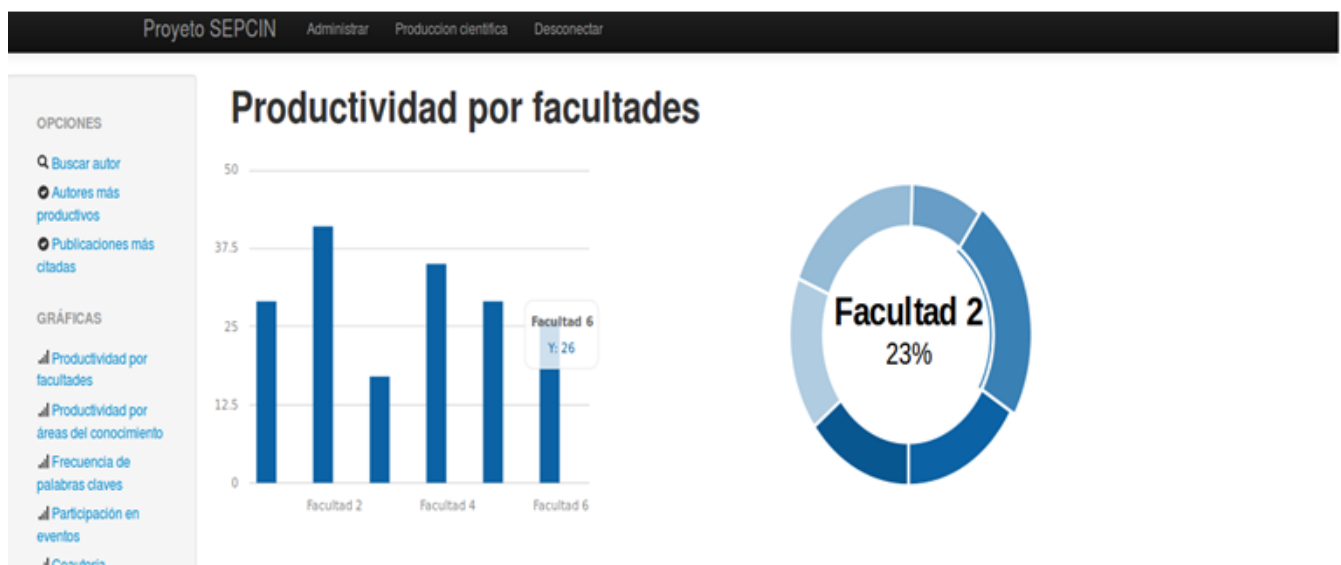 Proyeto SEPCIN Administrar Produccion cientifica Desconectar
OPCIONES
Buscar autor
Autores más
productivos
Publicaciones más
citadas
GRÁFICAS
Productividad por
facultades
Productividad por
áreas del conocimiento
Frecuencia de
palabras claves
Participación en
eventos
Coautoría
Productividad por facultades
50
37.5
25
12.5
0
Facultad 2 Facultad 4 Facultad 6
Facultad 6
Y: 26
Facultad 2
23%